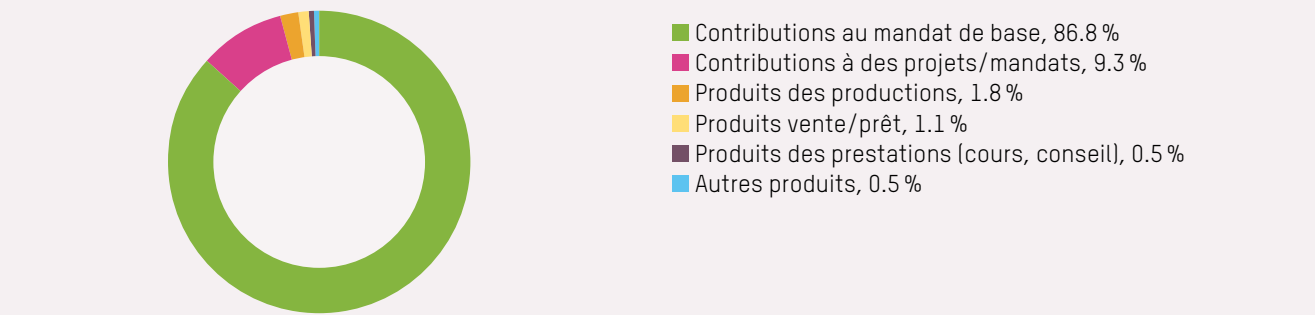 Contributions au mandat de base, 86.8 %
Contributions à des projets/mandats, 9.3 %
Produits des productions, 1.8 %
Produits vente/prêt, 1.1 %
Produits des prestations (cours, conseil), 0.5 %
Autres produits, 0.5 %